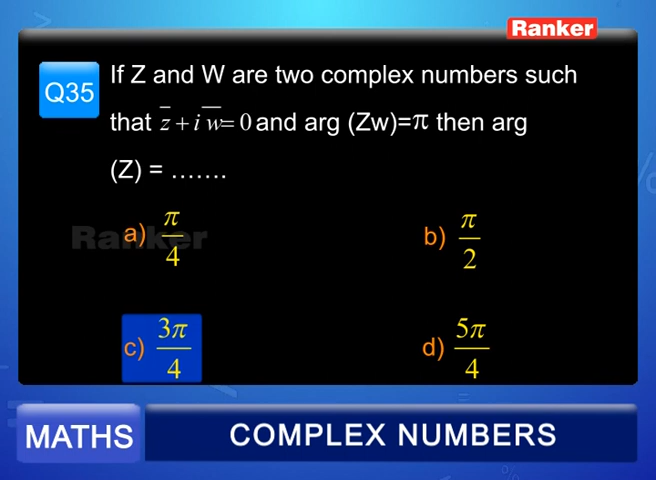 Ranker
Q35
If Z and W are two complex numbers such
that z̅ + i w̅= 0 and arg (Zw)=π then arg
(Z) = …….
Ranker
a) π/4
b) π/2
c) 3π/4
d) 5π/4
MATHS
COMPLEX NUMBERS